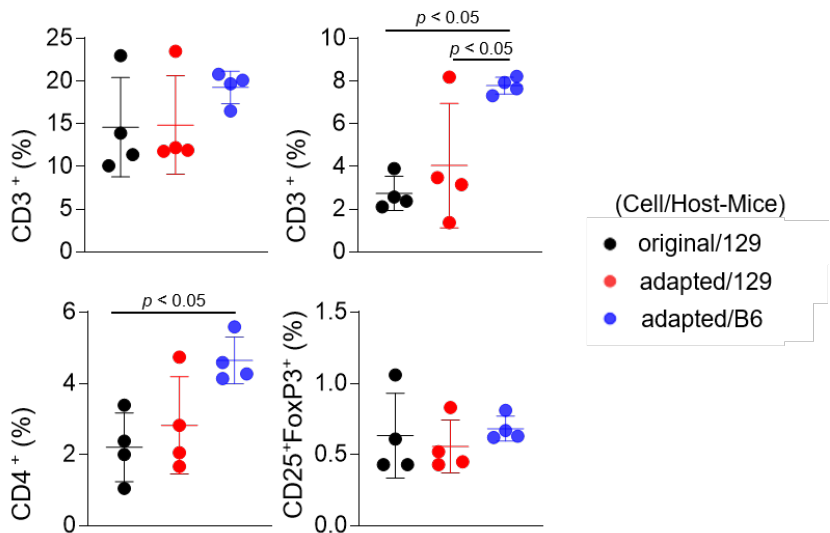 CD3 + (%)
25
20
15
10
5
0
CD3 + (%)
10
8
6
4
2
0
p < 0.05
p < 0.05
(Cell/Host-Mice)
original/129
adapted/129
adapted/B6
CD4+ (%)
6
4
2
0
p < 0.05
CD25+FoxP3+ (%)
1.5
1.0
0.5
0.0